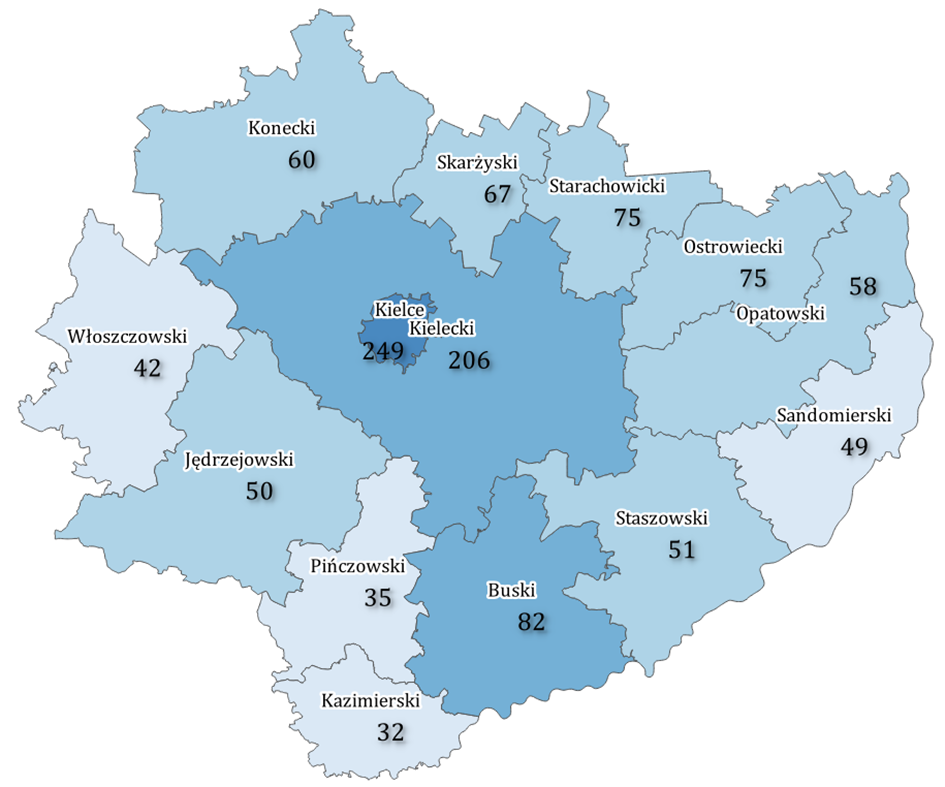 Konecki
60
Skarżyski
67
Starachowicki
75
Ostrowiecki
75
58
Opatowski
Kielce
249
Kielecki
206
Włoszczowski
42
Sandomierski
49
Jędrzejowski
50
Staszowski
51
Pińczowski
35
Buski
82
Kazimierski
32